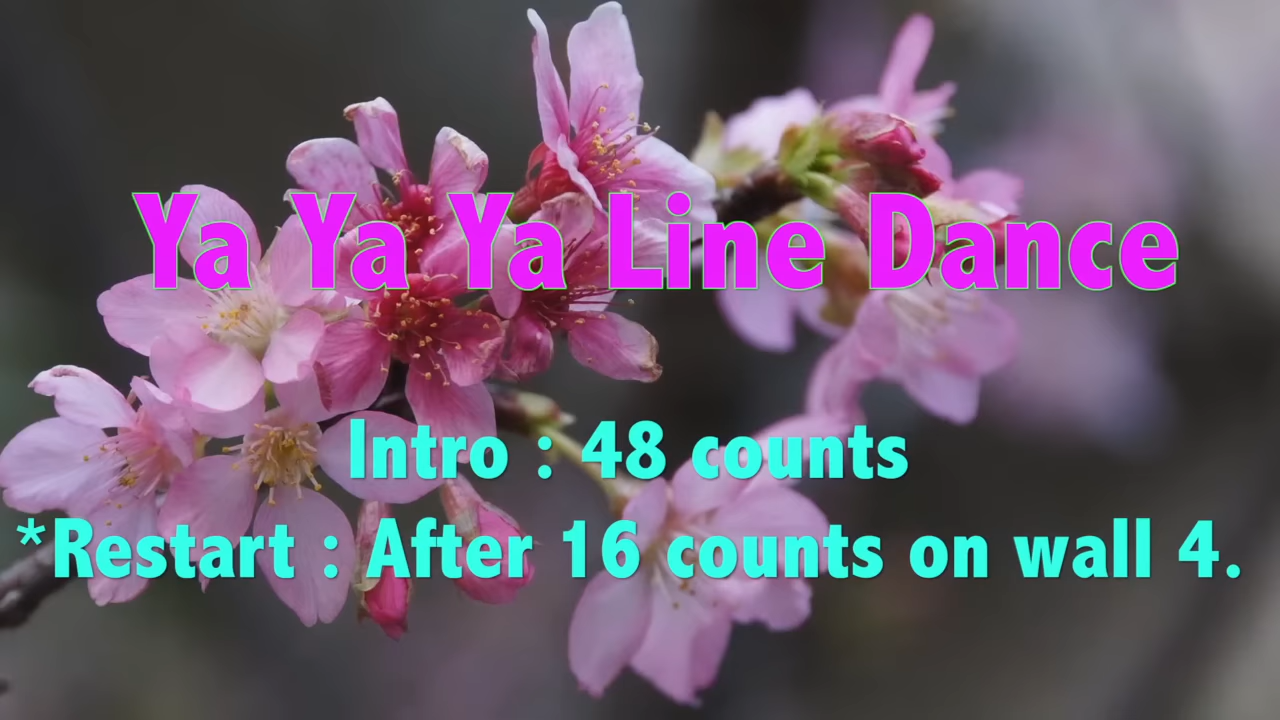 Ya Ya Ya Line Dance
Intro : 48 counts
*Restart : After 16 counts on wall 4.